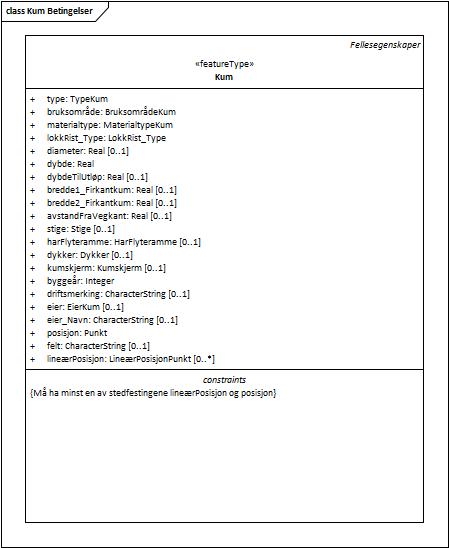 class Kum Betingelser
Fellesegenskaper
«featureType»
Kum
+ type: TypeKum
+ bruksområde: BruksområdeKum
+ materialtype: MaterialtypeKum
+ lokkRist_Type: LokkRist_Type
+ diameter: Real [0..1]
+ dybde: Real
+ dybdeTilUtløp: Real [0..1]
+ bredde1_Firkantkum: Real [0..1]
+ bredde2_Firkantkum: Real [0..1]
+ avstandFraVegkant: Real [0..1]
+ stige: Stige [0..1]
+ harFlyteramme: HarFlyteramme [0..1]
+ dykker: Dykker [0..1]
+ kumskjerm: Kumskjerm [0..1]
+ byggeår: Integer
+ driftsmerking: CharacterString [0..1]
+ eier: EierKum [0..1]
+ eier_Navn: CharacterString [0..1]
+ posisjon: Punkt
+ felt: CharacterString [0..1]
+ lineærPosisjon: LineærPosisjonPunkt [0..*]
constraints
{Må ha minst en av stedfestingene lineærPosisjon og posisjon}